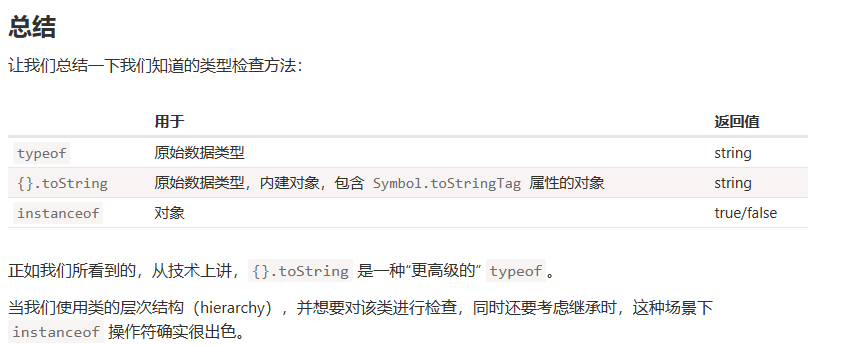 总结
让我们总结一下我们知道的类型检查方法：
用于 返回值
typeof 原始数据类型 string
{}.toString 原始数据类型，内建对象，包含 Symbol.toStringTag 属性的对象 string
instanceof 对象 true/false
正如我们所看到的，从技术上讲，{}.toString 是一种“更高级的” typeof。
当我们使用类的层次结构（hierarchy），并想要对该类进行检查，同时还要考虑继承时，这种场景下
instanceof 操作符确实很出色。